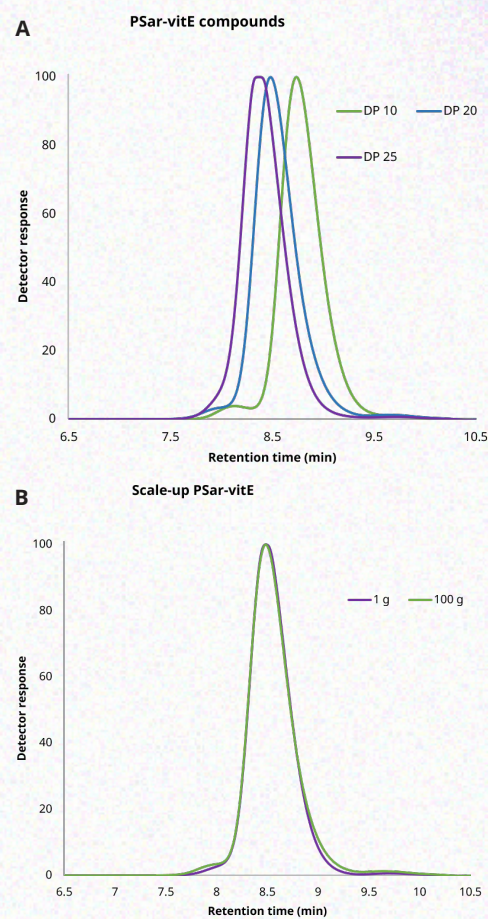 A
PSar-vitE compounds
100
80
60
40
20
0
Detector response
DP 10
DP 20
DP 25
6.5 7.5 8.5 9.5 10.5
Retention time (min)
B
Scale-up PSar-vitE
100
80
60
40
20
0
Detector response
1 g
100 g
6.5 7 7.5 8 8.5 9 9.5 10 10.5
Retention time (min)